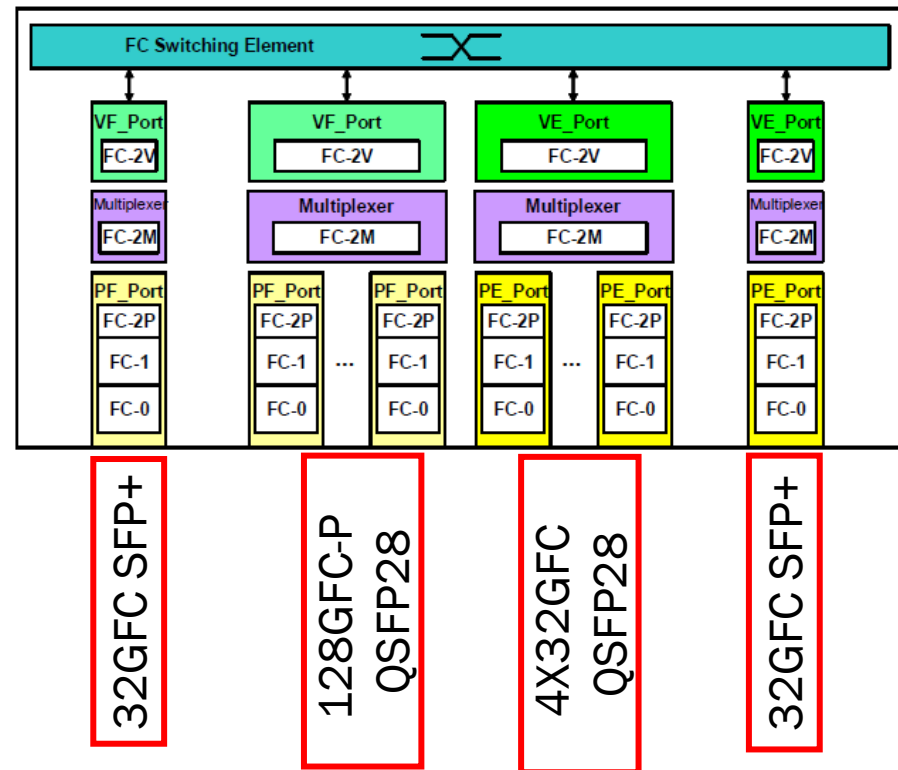 FC Switching Element
VF_Port
FC-2V
VF_Port
FC-2V
VE_Port
FC-2V
VE_Port
FC-2V
Multiplexer
FC-2M
Multiplexer
FC-2M
Multiplexer
FC-2M
Multiplexer
FC-2M
PF_Port
FC-2P
FC-1
FC-0
PF_Port
FC-2P
FC-1
FC-0
...
PF_Port
FC-2P
FC-1
FC-0
PE_Port
FC-2P
FC-1
FC-0
...
PE_Port
FC-2P
FC-1
FC-0
PE_Port
FC-2P
FC-1
FC-0
32GFC SFP+
128GFC-P
QSFP28
4X32GFC
QSFP28
32GFC SFP+